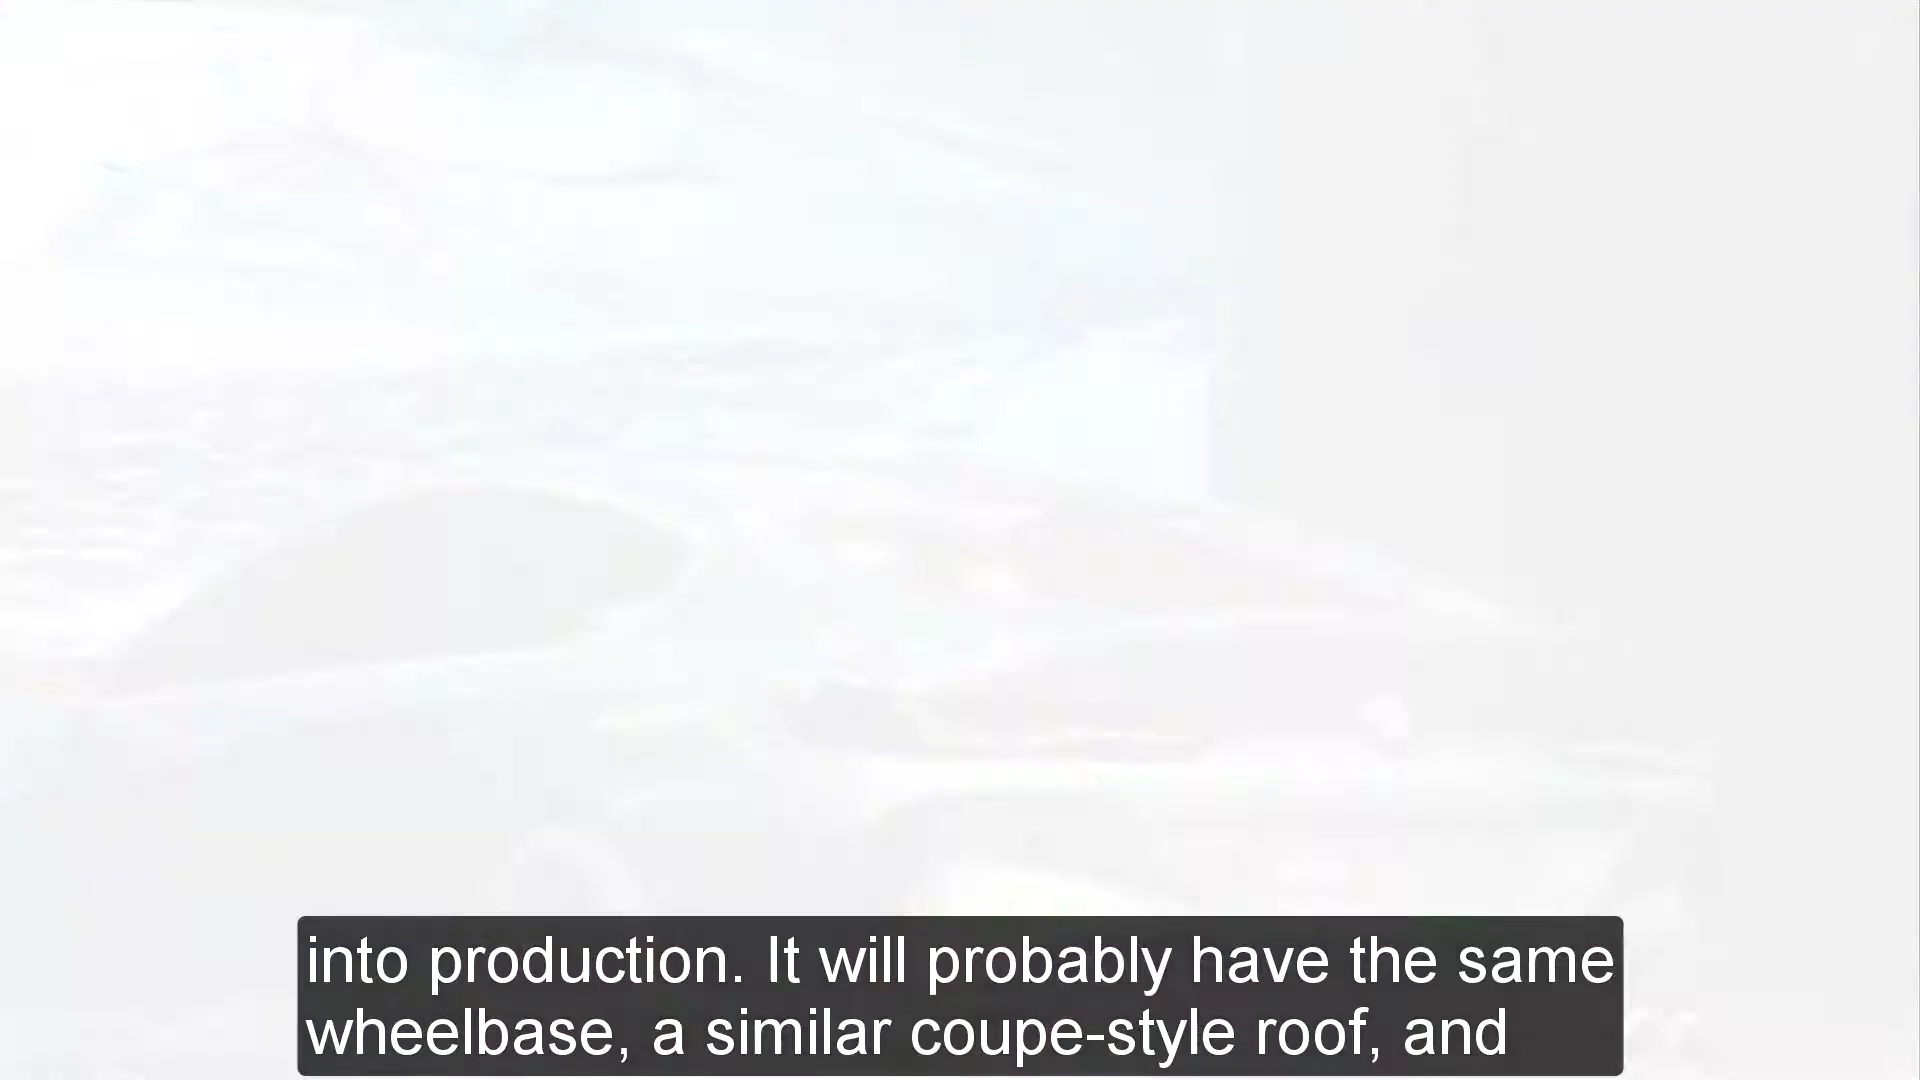 into production. It will probably have the same
wheelbase, a similar coupe-style roof, and